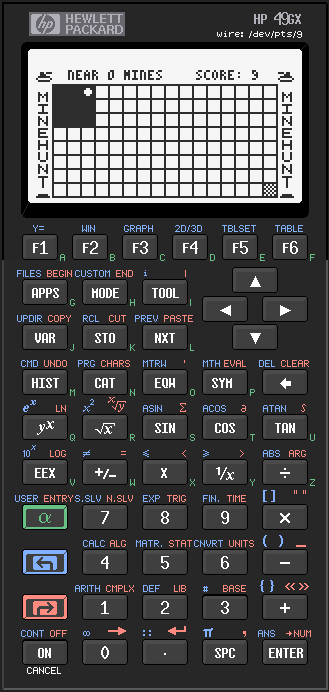 hp HEWLETT PACKARD HP 49GX
wire: /dev/pts/9
NEAR 0 MINES SCORE: 9
MINEHUNT MINEHUNT
Y= WIN GRAPH 2D/3D TBLSET TABLE
F1 A F2 B F3 C F4 D F5 E F6 F
FILES BEGIN CUSTOM END i I
APPS G MODE H TOOL I
UPDIR COPY RCL CUT PREV PASTE
VAR J STO K NXT L
CMD UNDO PRG CHARS MTRW ' MTH EVAL DEL CLEAR
HIST M CAT N EQW O SYM P ←
eˣ LN x² ˣ√y ASIN Σ ACOS ∂ ATAN ∫
yˣ Q √x R SIN S COS T TAN U
10ˣ LOG ≠ = ≤ < ≥ > ABS ARG
EEX V +/− W X X 1/x Y ÷ Z
USER ENTRY S.SLV N.SLV EXP TRIG FIN. TIME [ ] " "
α 7 8 9 ×
CALC ALG MATR. STAT CNVRT UNITS ( ) _
4 5 6 −
ARITH CMPLX DEF LIB # BASE { } « »
1 2 3 +
CONT OFF ∞ → :: ↵ π , ANS →NUM
ON 0 . SPC ENTER
CANCEL